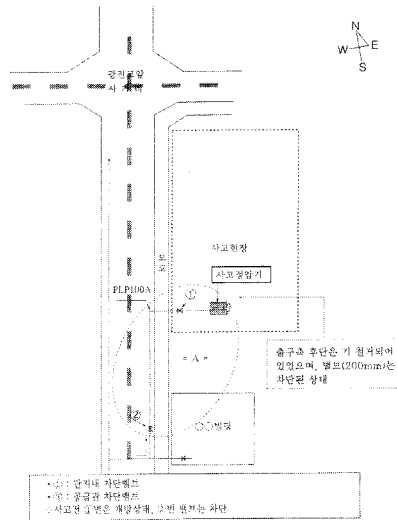 N
W E
S
광진교앞
사거리
보도
사고현장
사고정압기
PLP100A
①
" A "
출구측 후단은 기 철거되어
있었으며, 밸브(200mm)는
차단된 상태
②
○○빌딩
• ① : 단지내 차단밸브
• ② : 공급관 차단밸브
사고전 ①번은 개방상태, ②번 밸브는 차단